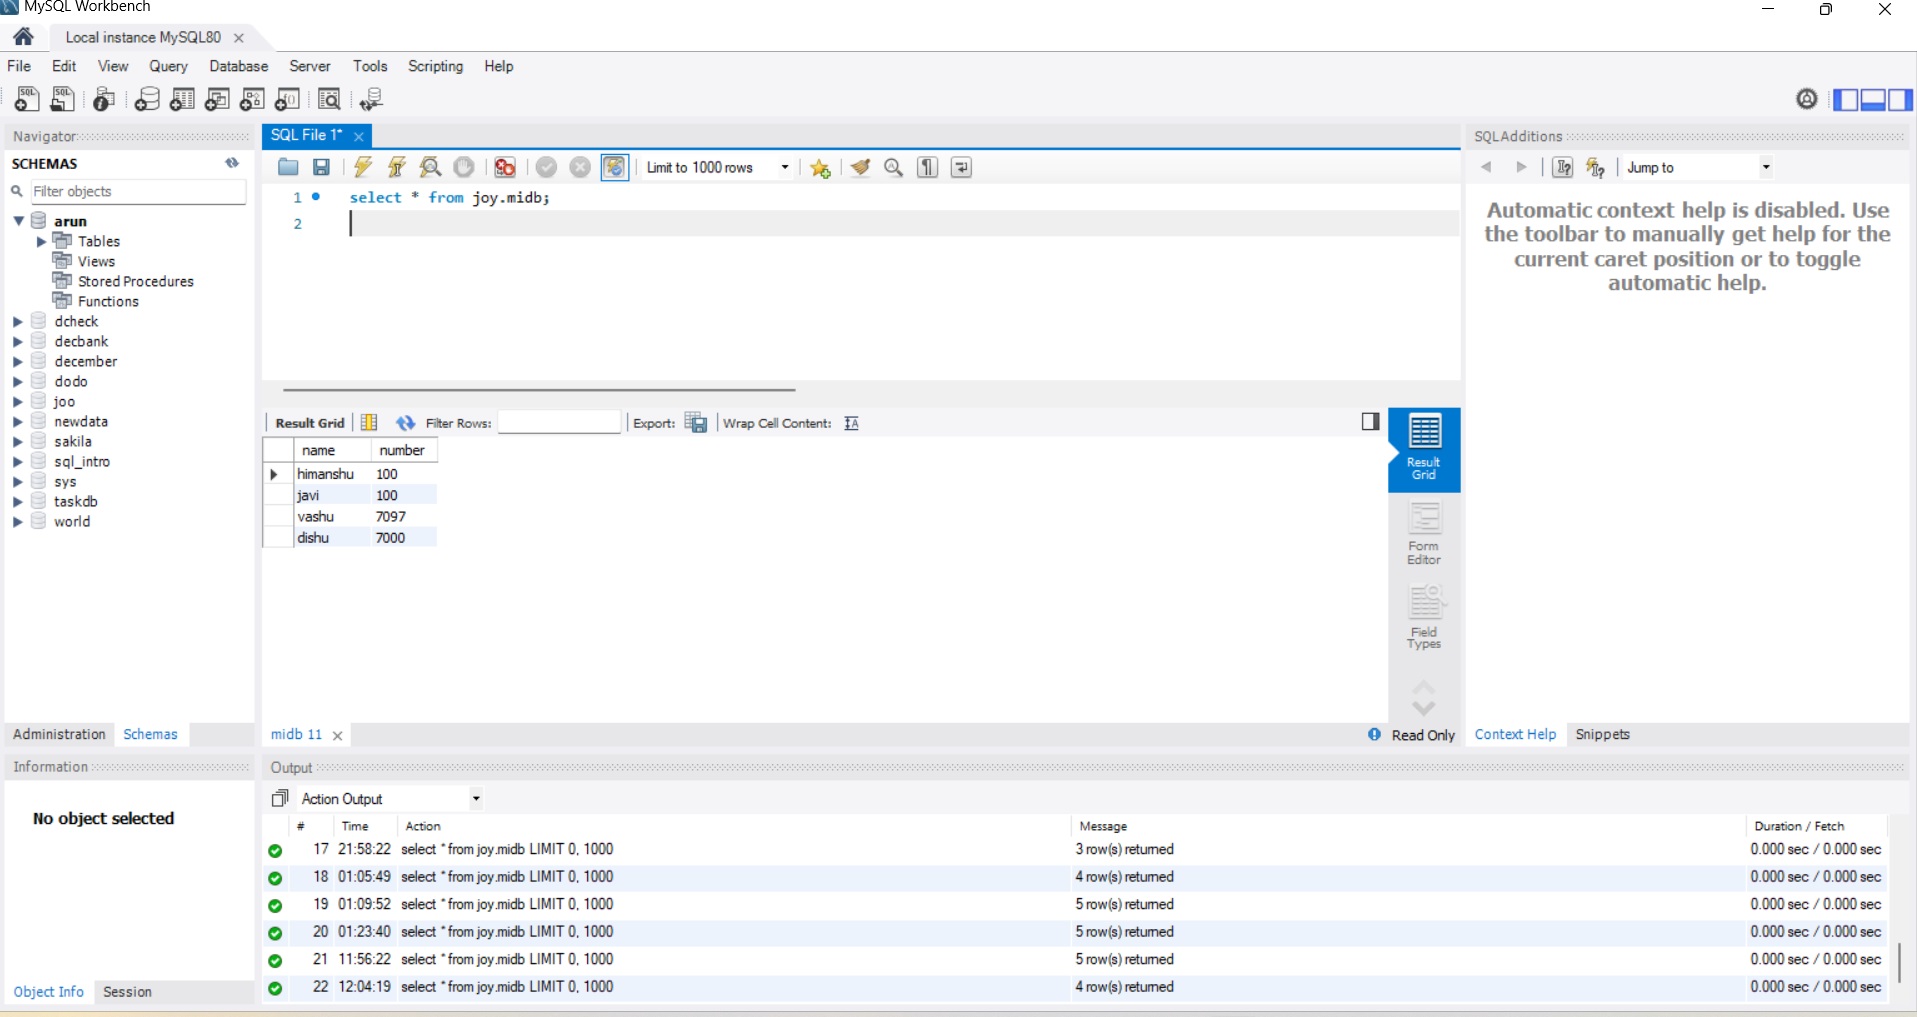 MySQL Workbench
Local instance MySQL80
File Edit View Query Database Server Tools Scripting Help
Navigator
SCHEMAS
Filter objects
arun
Tables
Views
Stored Procedures
Functions
dcheck
decbank
december
dodo
joo
newdata
sakila
sql_intro
sys
taskdb
world
Administration Schemas
Information
No object selected
Object Info Session
SQL File 1*
Limit to 1000 rows
1 select * from joy.midb;
2
Result Grid Filter Rows: Export: Wrap Cell Content:
name number
himanshu 100
javi 100
vashu 7097
dishu 7000
Result
Grid
Form
Editor
Field
Types
midb 11
Read Only
SQLAdditions
Jump to
Automatic context help is disabled. Use
the toolbar to manually get help for the
current caret position or to toggle
automatic help.
Context Help Snippets
Output
Action Output
# Time Action Message Duration / Fetch
17 21:58:22 select * from joy.midb LIMIT 0, 1000 3 row(s) returned 0.000 sec / 0.000 sec
18 01:05:49 select * from joy.midb LIMIT 0, 1000 4 row(s) returned 0.000 sec / 0.000 sec
19 01:09:52 select * from joy.midb LIMIT 0, 1000 5 row(s) returned 0.000 sec / 0.000 sec
20 01:23:40 select * from joy.midb LIMIT 0, 1000 5 row(s) returned 0.000 sec / 0.000 sec
21 11:56:22 select * from joy.midb LIMIT 0, 1000 5 row(s) returned 0.000 sec / 0.000 sec
22 12:04:19 select * from joy.midb LIMIT 0, 1000 4 row(s) returned 0.000 sec / 0.000 sec